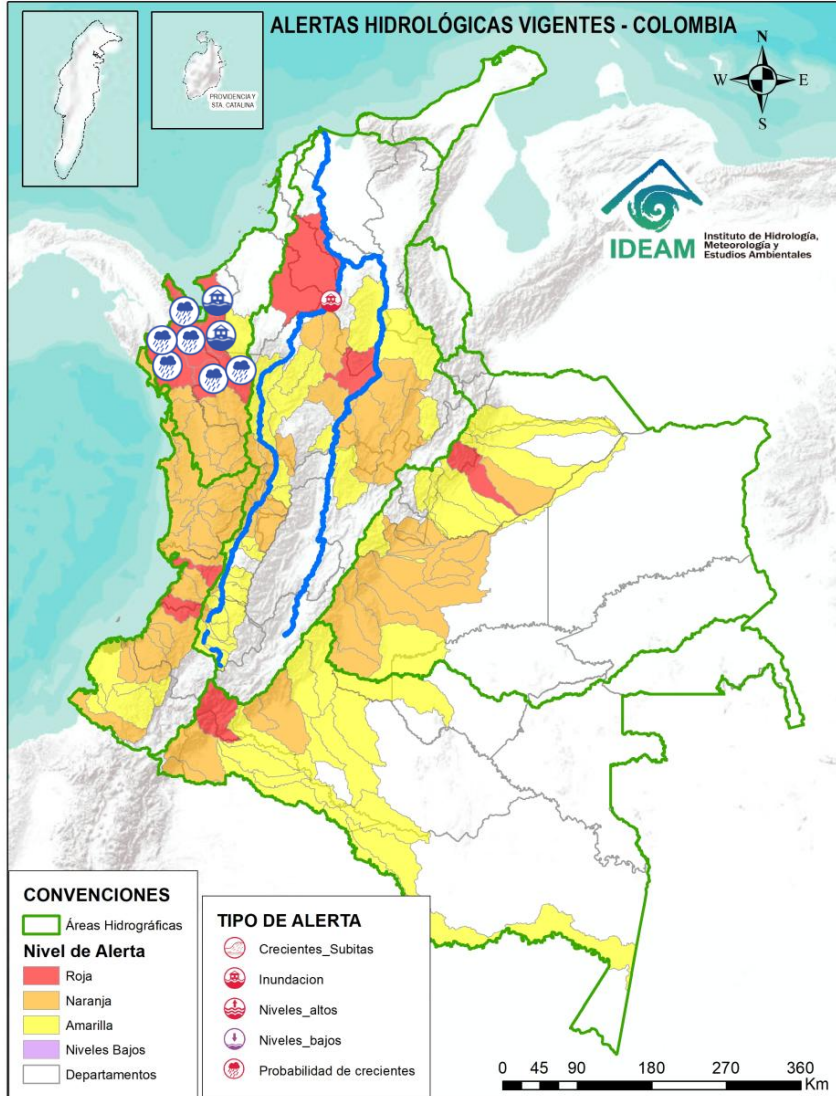 ALERTAS HIDROLÓGICAS VIGENTES - COLOMBIA
PROVIDENCIA Y
STA. CATALINA
N
W
E
S
IDEAM
Instituto de Hidrología,
Meteorología y
Estudios Ambientales
CONVENCIONES
Áreas Hidrográficas
Nivel de Alerta
Roja
Naranja
Amarilla
Niveles Bajos
Departamentos
TIPO DE ALERTA
Crecientes_Subitas
Inundacion
Niveles_altos
Niveles_bajos
Probabilidad de crecientes
0 45 90 180 270 360
Km